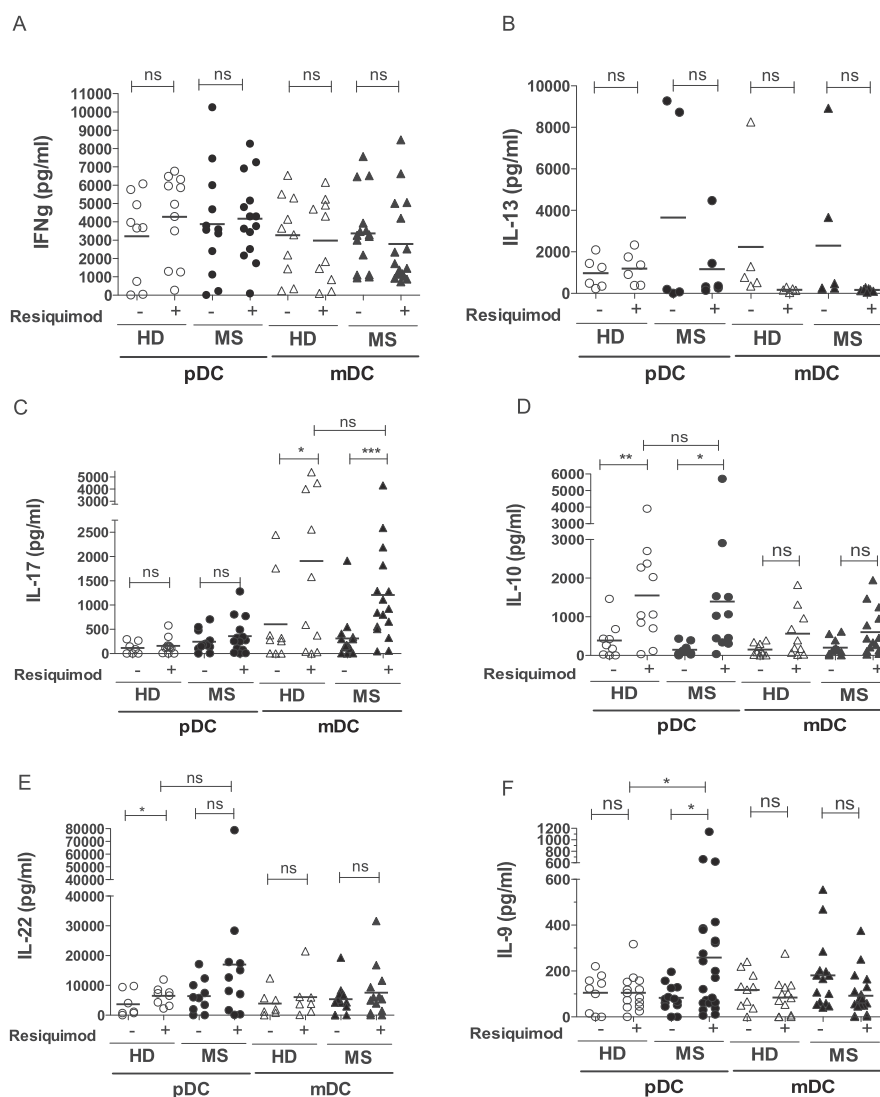 A
ns
ns
ns
ns
11000
10000
9000
8000
7000
6000
5000
4000
3000
2000
1000
0
IFNg (pg/ml)
Resiquimod - + - + - + - +
HD MS HD MS
pDC mDC
B
ns
ns
ns
ns
10000
8000
6000
4000
2000
0
IL-13 (pg/ml)
Resiquimod - + - + - + - +
HD MS HD MS
pDC mDC
C
ns
* ***
ns ns
5000
4000
3000
2500
2000
1500
1000
500
0
IL-17 (pg/ml)
Resiquimod - + - + - + - +
HD MS HD MS
pDC mDC
D
ns
** *
ns ns
6000
5000
4000
3000
2000
1000
0
IL-10 (pg/ml)
Resiquimod - + - + - + - +
HD MS HD MS
pDC mDC
E
ns
* ns
ns ns
80000
70000
60000
50000
40000
40000
30000
20000
10000
0
IL-22 (pg/ml)
Resiquimod - + - + - + - +
HD MS HD MS
pDC mDC
F
*
ns * ns ns
1200
1000
800
600
600
400
200
0
IL-9 (pg/ml)
Resiquimod - + - + - + - +
HD MS HD MS
pDC mDC